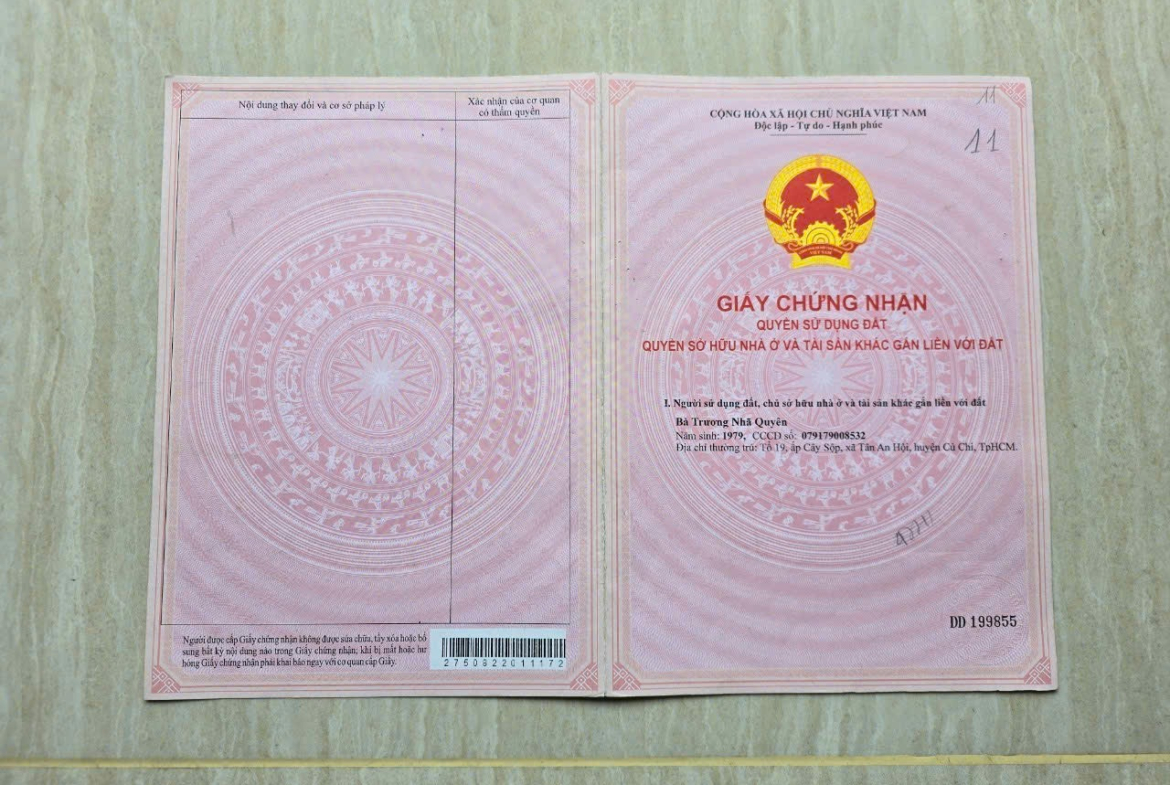 Nội dung thay đổi và cơ sở pháp lý
Xác nhận của cơ quan
có thẩm quyền
Người được cấp Giấy chứng nhận không được sửa chữa, tẩy xóa hoặc bổ
sung bất kỳ nội dung nào trong Giấy chứng nhận; khi bị mất hoặc hư
hỏng Giấy chứng nhận phải khai báo ngay với cơ quan cấp Giấy.
2750822011172
11
CỘNG HÒA XÃ HỘI CHỦ NGHĨA VIỆT NAM
Độc lập - Tự do - Hạnh phúc
11
VIỆT NAM
GIẤY CHỨNG NHẬN
QUYỀN SỬ DỤNG ĐẤT
QUYỀN SỞ HỮU NHÀ Ở VÀ TÀI SẢN KHÁC GẮN LIỀN VỚI ĐẤT
I. Người sử dụng đất, chủ sở hữu nhà ở và tài sản khác gắn liền với đất
Bà Trương Nhã Quyên
Năm sinh: 1979, CCCD số: 079179008532
Địa chỉ thường trú: Tổ 19, ấp Cây Sộp, xã Tân An Hội, huyện Củ Chi, TpHCM.
DD 199855